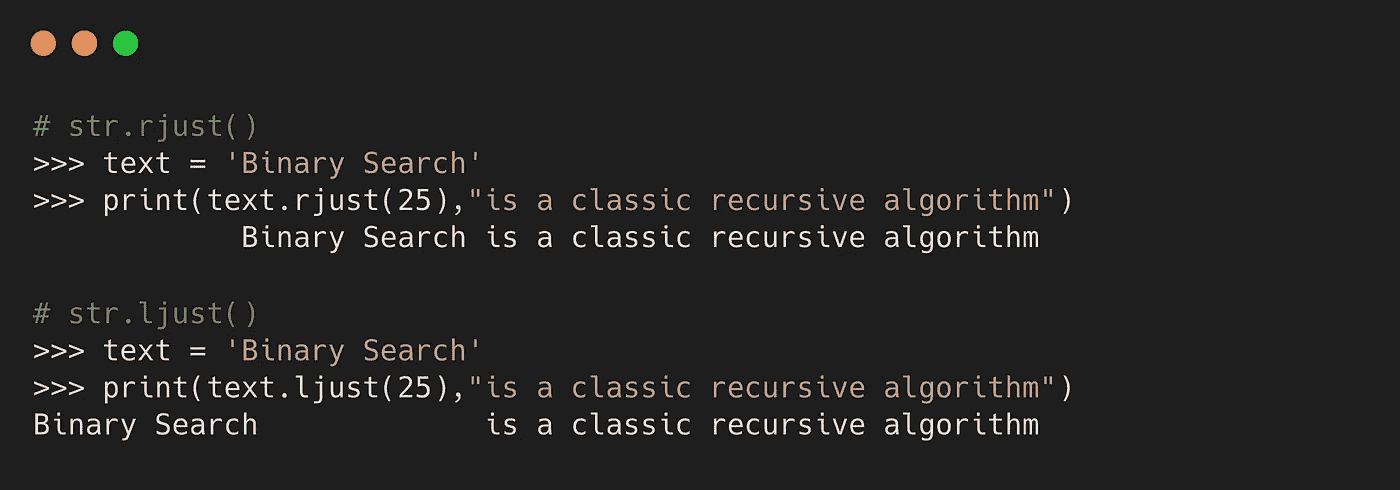 # str.rjust()
>>> text = 'Binary Search'
>>> print(text.rjust(25),"is a classic recursive algorithm")
            Binary Search is a classic recursive algorithm
# str.ljust()
>>> text = 'Binary Search'
>>> print(text.ljust(25),"is a classic recursive algorithm")
Binary Search             is a classic recursive algorithm